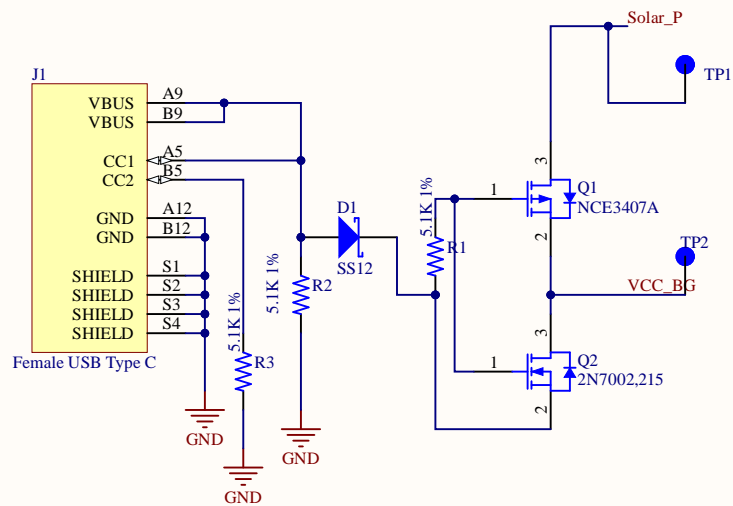 Solar_P
TP1
J1
VBUS A9
VBUS B9
CC1 A5
CC2 B5
GND A12
GND B12
SHIELD S1
SHIELD S2
SHIELD S3
SHIELD S4
Female USB Type C
5.1K 1%
R3
GND
5.1K 1%
R2
GND
GND
D1
SS12
5.1K 1%
R1
3
1
Q1
NCE3407A
2
TP2
VCC_BG
3
1
Q2
2N7002,215
2